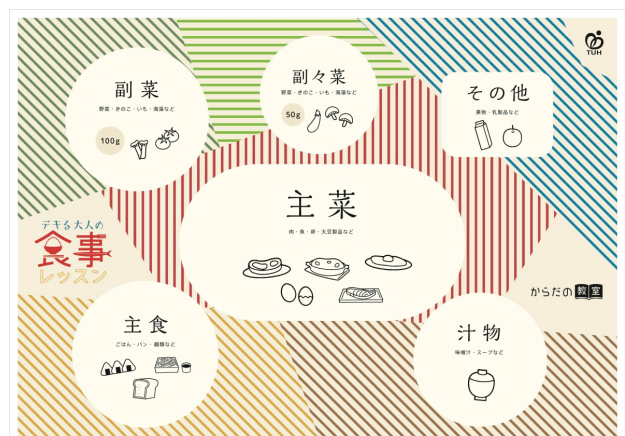 TUH
副菜
野菜・きのこ・いも・海藻など
100g
副々菜
野菜・きのこ・いも・海藻など
50g
その他
果物・乳製品など
主菜
肉・魚・卵・大豆製品など
デキる大人の
食事
レッスン
からだの教室
主食
ごはん・パン・麺類など
汁物
味噌汁・スープなど